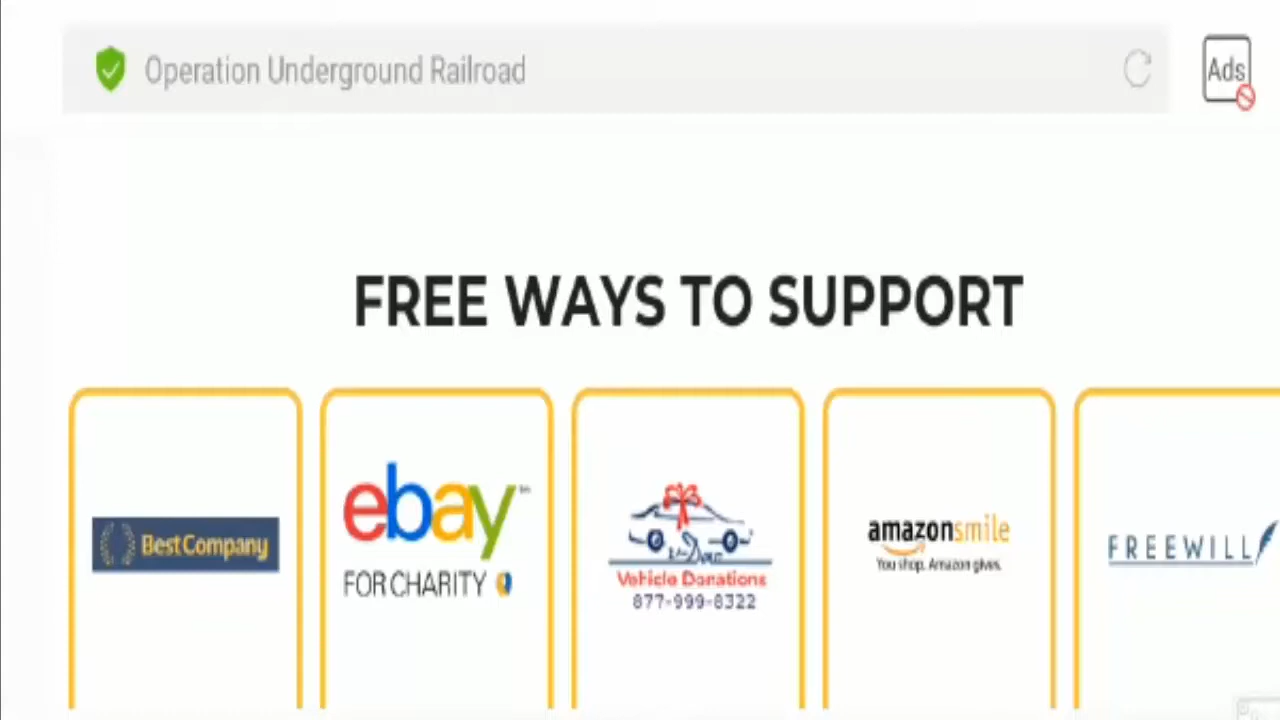 Operation Underground Railroad
Ads
FREE WAYS TO SUPPORT
BestCompany
ebay™
FOR CHARITY
Vehicle Donations
877-999-8322
amazonsmile
You shop. Amazon gives.
FREEWILL